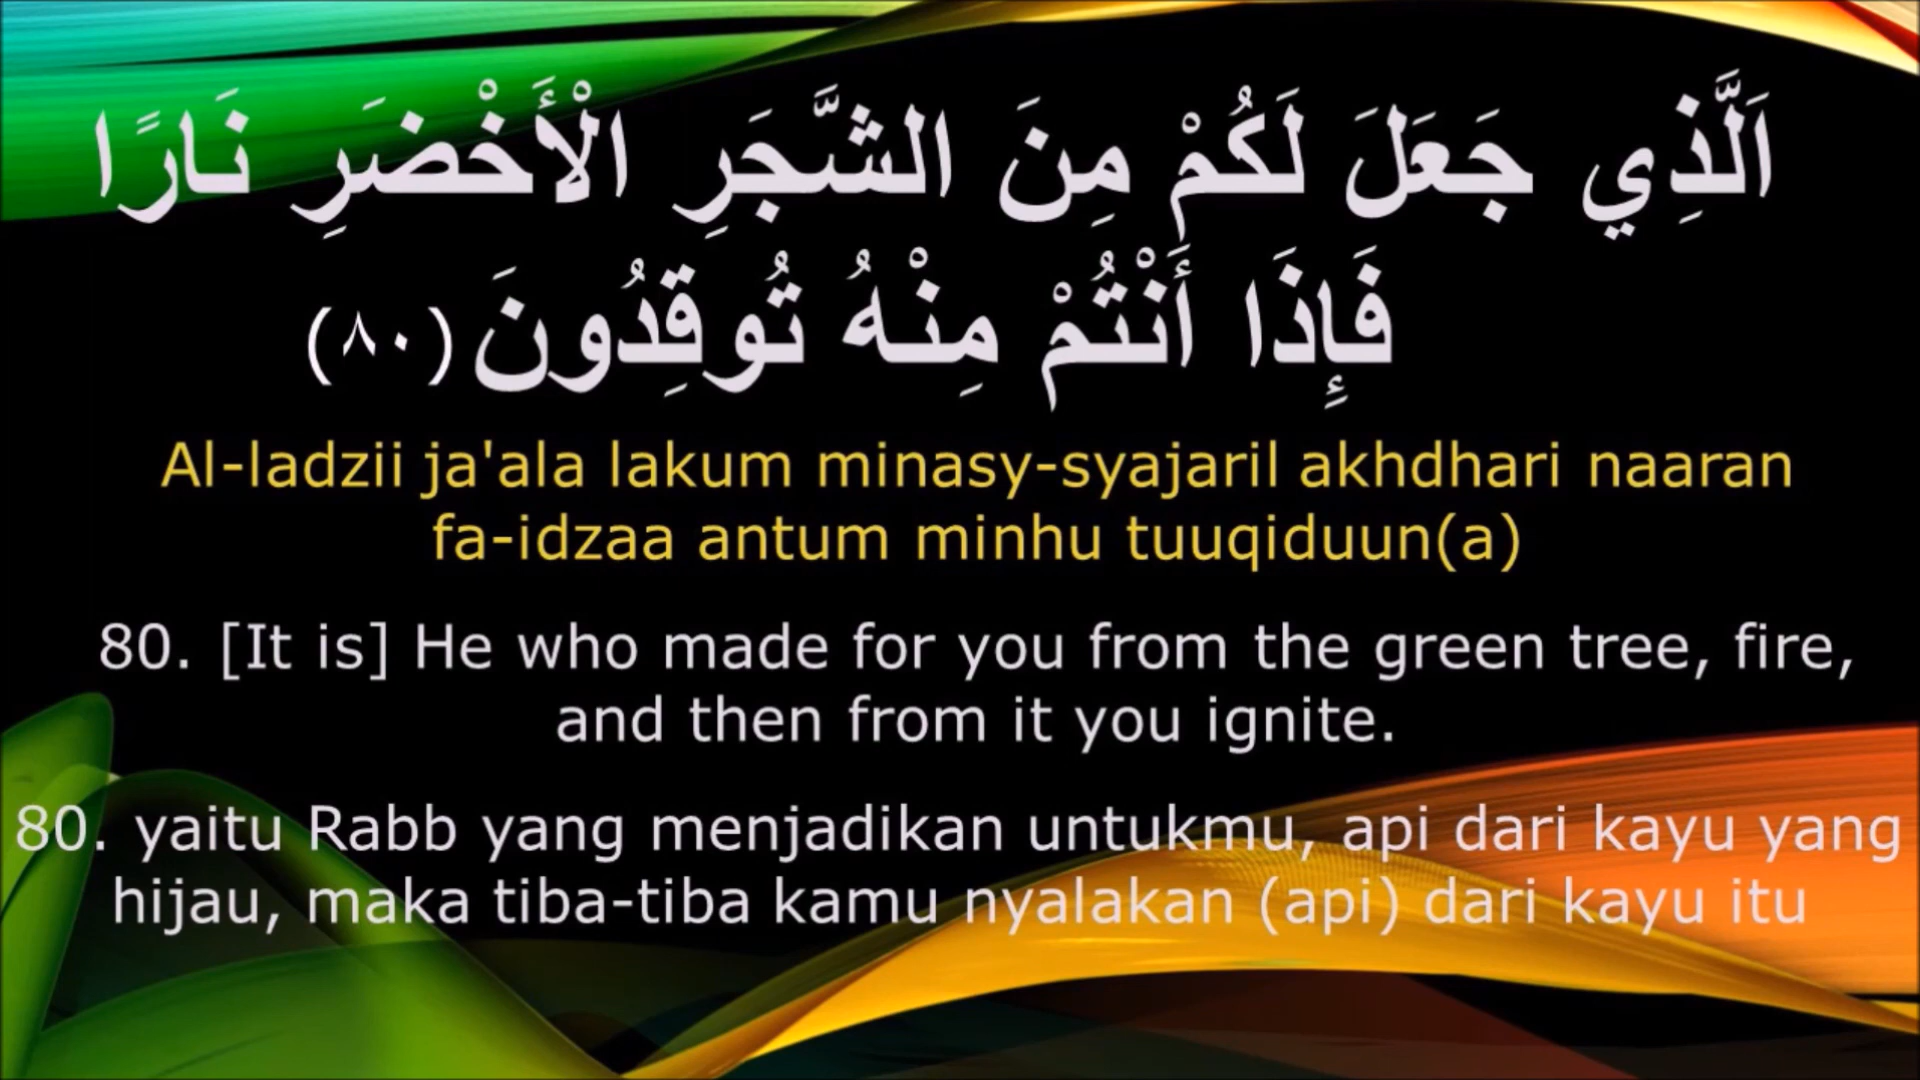 اَلَّذِي جَعَلَ لَكُمْ مِنَ الشَّجَرِ الْأَخْضَرِ نَارًا
فَإِذَا أَنْتُمْ مِنْهُ تُوقِدُونَ (٨٠)
Al-ladzii ja'ala lakum minasy-syajaril akhdhari naaran
fa-idzaa antum minhu tuuqiduun(a)
80. [It is] He who made for you from the green tree, fire,
and then from it you ignite.
80. yaitu Rabb yang menjadikan untukmu, api dari kayu yang
hijau, maka tiba-tiba kamu nyalakan (api) dari kayu itu